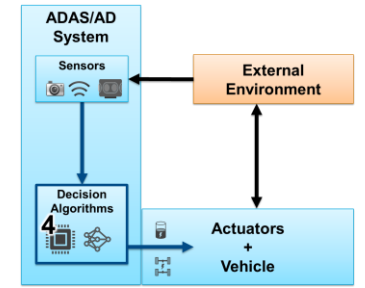 ADAS/AD
System
Sensors
External
Environment
Decision
Algorithms
4
Actuators
+
Vehicle